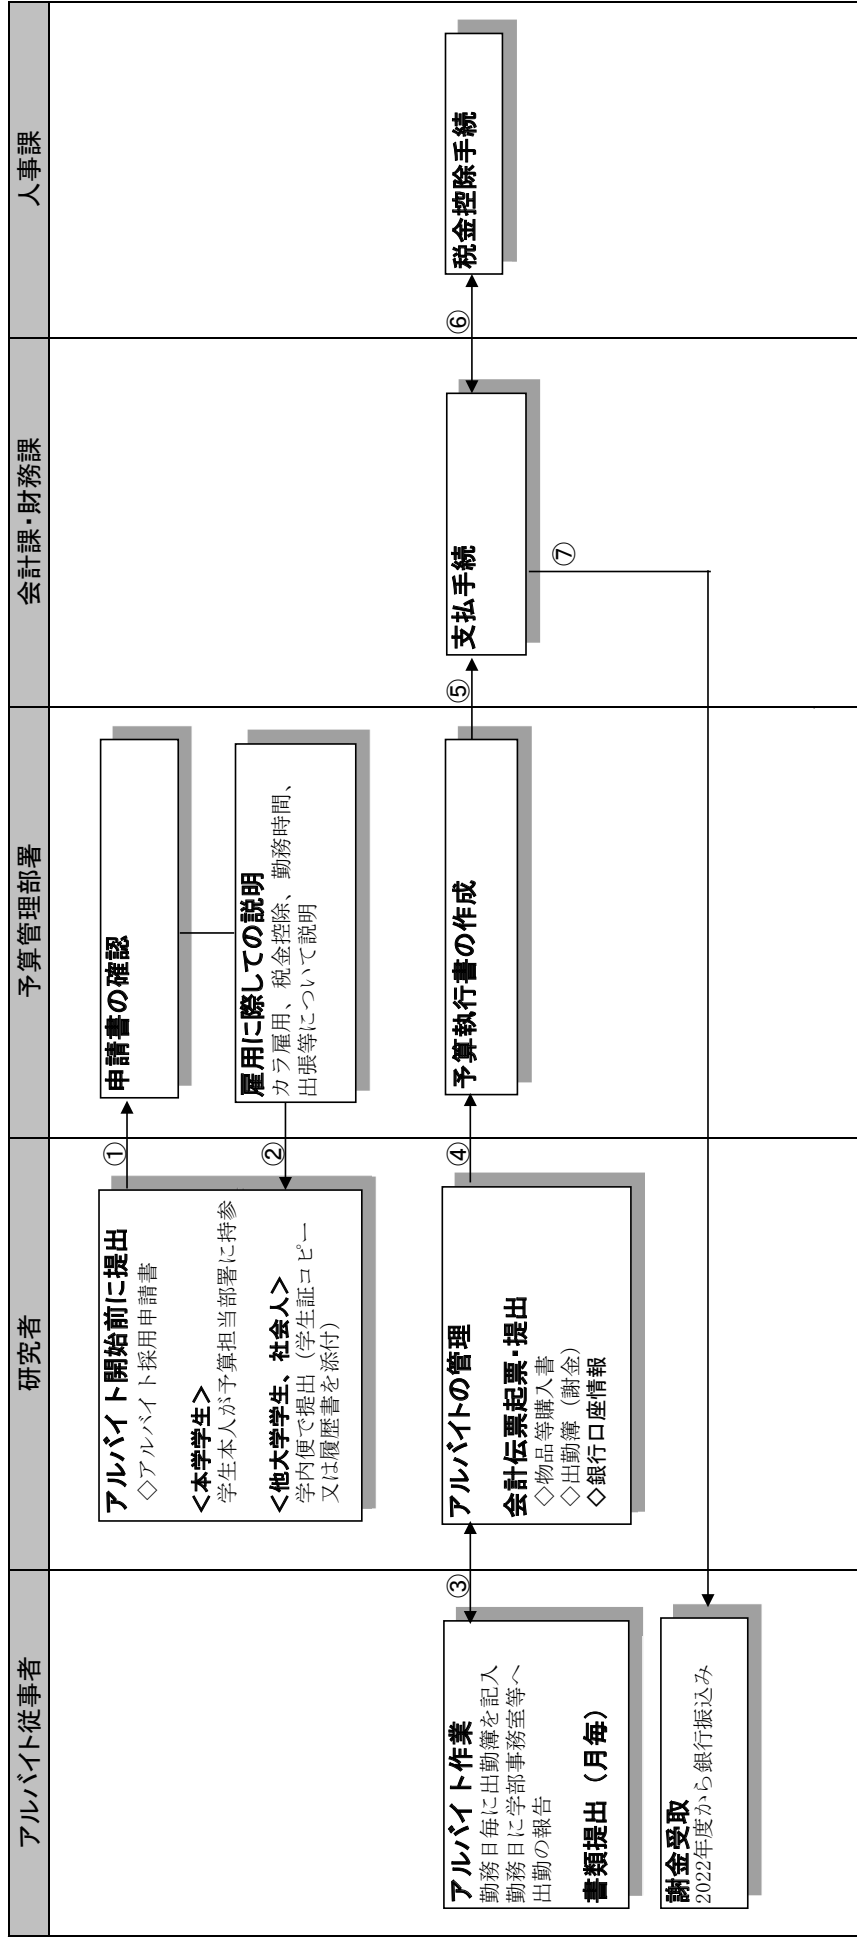 アルバイト従事者
研究者
予算管理部署
会計課・財務課
人事課
アルバイト開始前に提出
◇アルバイト採用申請書
＜本学学生＞
学生本人が予算担当部署に持参
＜他大学学生、社会人＞
学内便で提出（学生証コピー
又は履歴書を添付）
①
申請書の確認
雇用に際しての説明
カラ雇用、税金控除、勤務時間、
出張等について説明
②
アルバイト作業
勤務日毎に出勤簿を記入
勤務日に学部事務室等へ
出勤の報告
書類提出（月毎）
③
アルバイトの管理
会計伝票起票・提出
◇物品等購入書
◇出勤簿（謝金）
◇銀行口座情報
④
予算執行書の作成
⑤
支払手続
⑥
税金控除手続
⑦
謝金受取
2022年度から銀行振込み